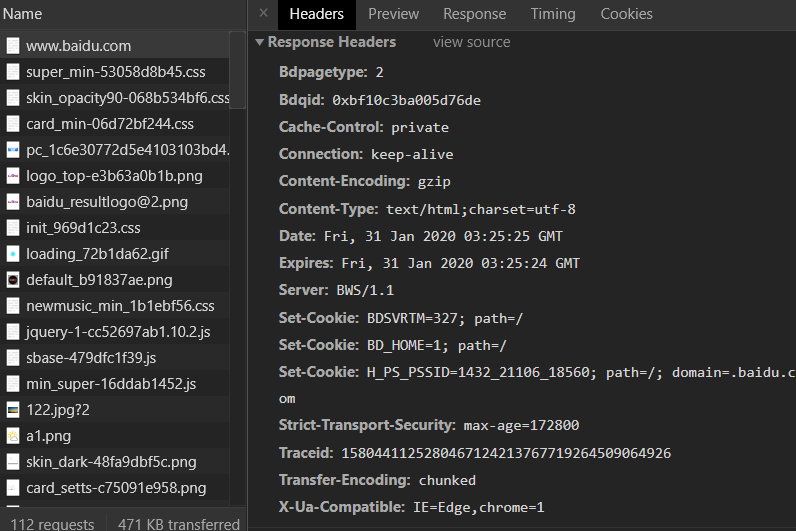 Name
www.baidu.com
super_min-53058d8b45.css
skin_opacity90-068b534bf6.css
card_min-06d72bf244.css
pc_1c6e30772d5e4103103bd4.
logo_top-e3b63a0b1b.png
baidu_resultlogo@2.png
init_969d1c23.css
loading_72b1da62.gif
default_b91837ae.png
newmusic_min_1b1ebf56.css
jquery-1-cc52697ab1.10.2.js
sbase-479dfc1f39.js
min_super-16ddab1452.js
122.jpg?2
a1.png
skin_dark-48fa9dbf5c.png
card_setts-c75091e958.png
112 requests 471 KB transferred
× Headers Preview Response Timing Cookies
Response Headers view source
Bdpagetype: 2
Bdqid: 0xbf10c3ba005d76de
Cache-Control: private
Connection: keep-alive
Content-Encoding: gzip
Content-Type: text/html;charset=utf-8
Date: Fri, 31 Jan 2020 03:25:25 GMT
Expires: Fri, 31 Jan 2020 03:25:24 GMT
Server: BWS/1.1
Set-Cookie: BDSVRTM=327; path=/
Set-Cookie: BD_HOME=1; path=/
Set-Cookie: H_PS_PSSID=1432_21106_18560; path=/; domain=.baidu.c
om
Strict-Transport-Security: max-age=172800
Traceid: 1580441125280467124213767719264509064926
Transfer-Encoding: chunked
X-Ua-Compatible: IE=Edge,chrome=1